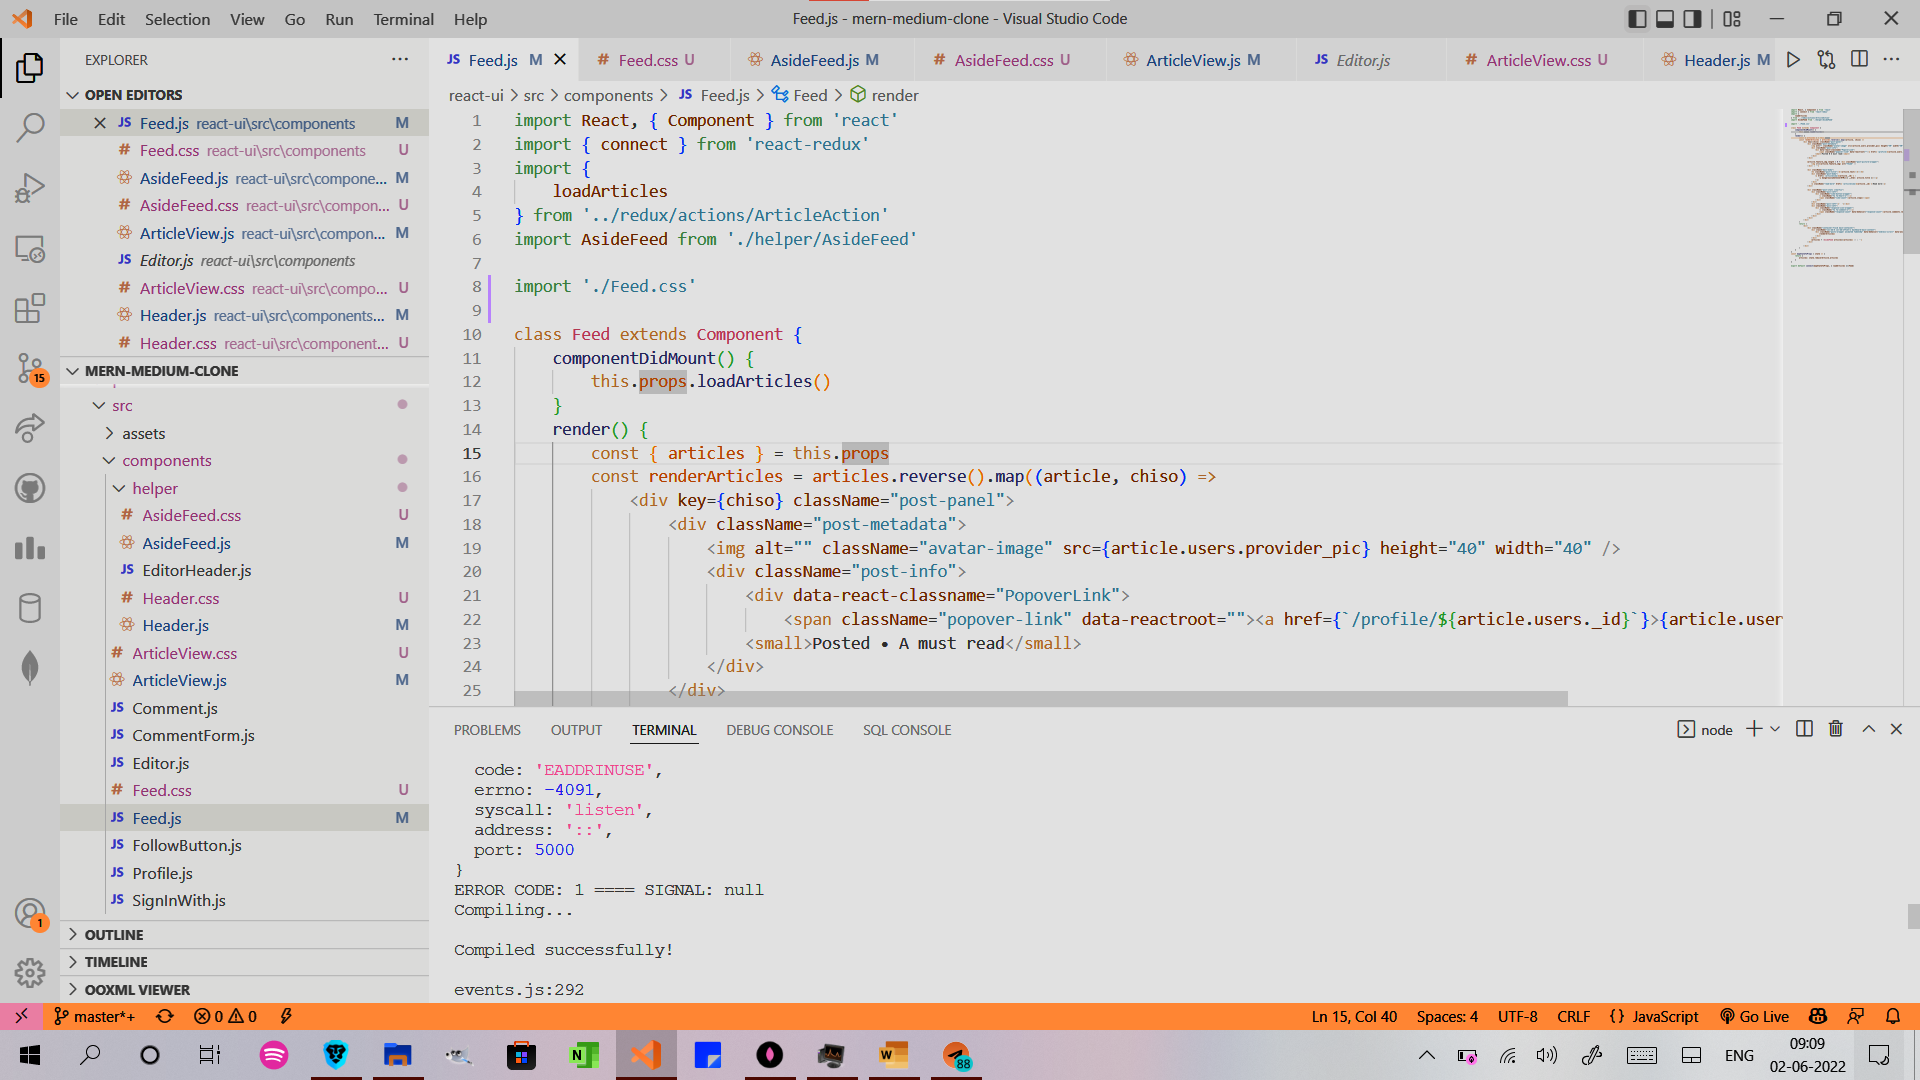 File Edit Selection View Go Run Terminal Help
Feed.js - mern-medium-clone - Visual Studio Code
EXPLORER
JS Feed.js M
# Feed.css U
AsideFeed.js M
# AsideFeed.css U
ArticleView.js M
JS Editor.js
# ArticleView.css U
Header.js M
OPEN EDITORS
JS Feed.js react-ui\src\components M
# Feed.css react-ui\src\components U
AsideFeed.js react-ui\src\compone... M
# AsideFeed.css react-ui\src\compon... U
ArticleView.js react-ui\src\compon... M
JS Editor.js react-ui\src\components
# ArticleView.css react-ui\src\compo... U
Header.js react-ui\src\components... M
# Header.css react-ui\src\component... U
MERN-MEDIUM-CLONE
src
assets
components
helper
# AsideFeed.css U
AsideFeed.js M
JS EditorHeader.js
# Header.css U
Header.js M
# ArticleView.css U
ArticleView.js M
JS Comment.js
JS CommentForm.js
JS Editor.js
# Feed.css U
JS Feed.js M
JS FollowButton.js
JS Profile.js
JS SignInWith.js
OUTLINE
TIMELINE
OOXML VIEWER
15
1
react-ui > src > components > JS Feed.js > Feed > render
1 import React, { Component } from 'react'
2 import { connect } from 'react-redux'
3 import {
4 loadArticles
5 } from '../redux/actions/ArticleAction'
6 import AsideFeed from './helper/AsideFeed'
7
8 import './Feed.css'
9
10 class Feed extends Component {
11 componentDidMount() {
12 this.props.loadArticles()
13 }
14 render() {
15 const { articles } = this.props
16 const renderArticles = articles.reverse().map((article, chiso) =>
17 <div key={chiso} className="post-panel">
18 <div className="post-metadata">
19 <img alt="" className="avatar-image" src={article.users.provider_pic} height="40" width="40" />
20 <div className="post-info">
21 <div data-react-classname="PopoverLink">
22 <span className="popover-link" data-reactroot=""><a href={`/profile/${article.users._id}`}>{article.user
23 <small>Posted • A must read</small>
24 </div>
25 </div>
PROBLEMS OUTPUT TERMINAL DEBUG CONSOLE SQL CONSOLE
node
code: 'EADDRINUSE',
errno: -4091,
syscall: 'listen',
address: '::',
port: 5000
}
ERROR CODE: 1 ==== SIGNAL: null
Compiling...
Compiled successfully!
events.js:292
master*+ 0 0
Ln 15, Col 40 Spaces: 4 UTF-8 CRLF {} JavaScript Go Live
N
W
88
ENG
09:09
02-06-2022